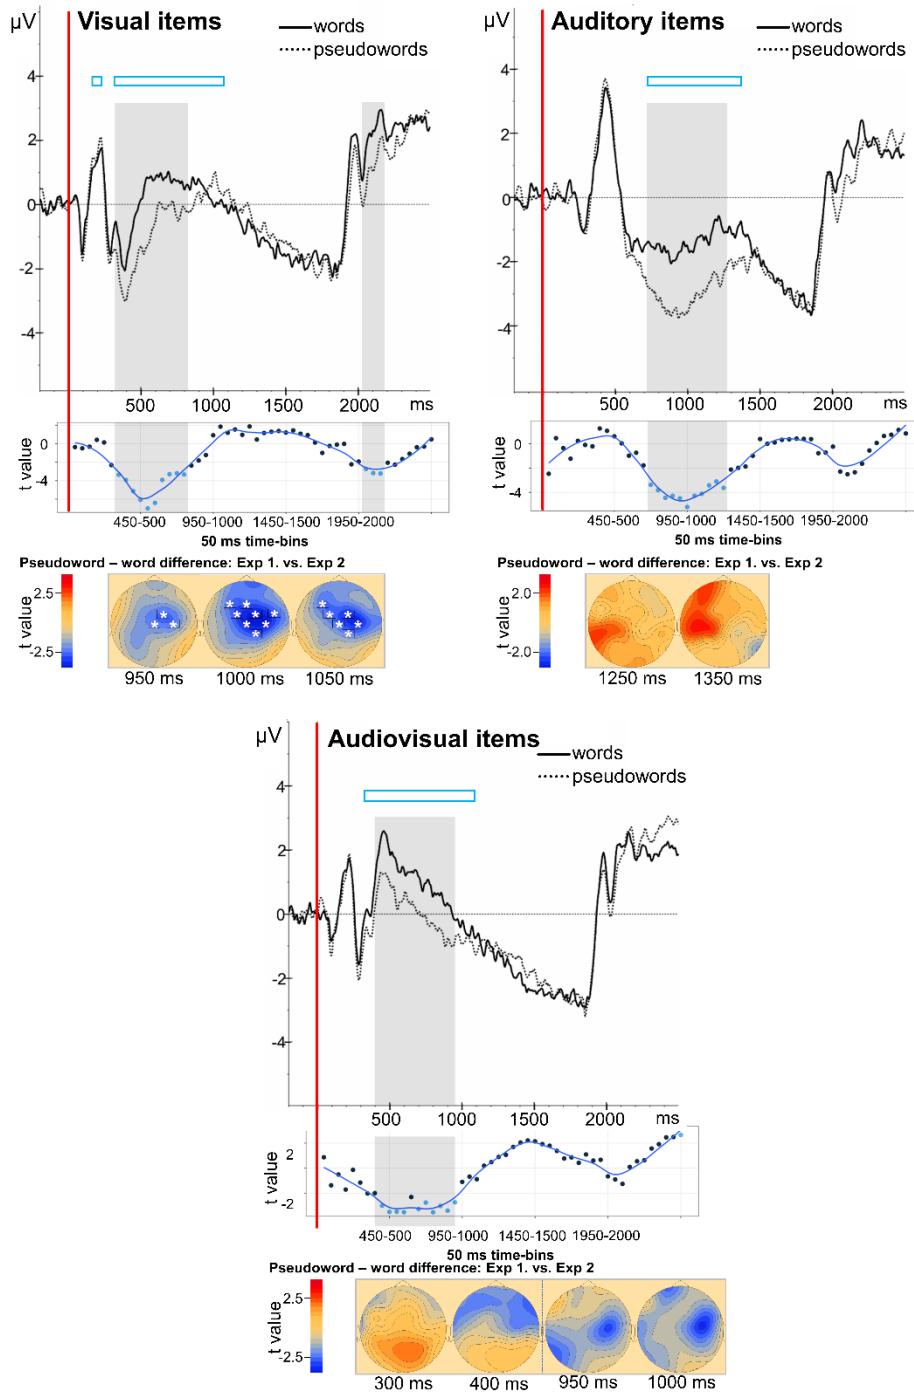 µV
Visual items
words
pseudowords
4
2
0
-2
-4
500
1000
1500
2000
ms
t value
0
-4
450-500
950-1000
1450-1500
1950-2000
50 ms time-bins
Pseudoword – word difference: Exp 1. vs. Exp 2
t value
2.5
-2.5
* * *
* * * * * * * *
* * * * * *
950 ms
1000 ms
1050 ms
µV
Auditory items
words
pseudowords
4
2
0
-2
-4
500
1000
1500
2000
ms
t value
0
-4
450-500
950-1000
1450-1500
1950-2000
50 ms time-bins
Pseudoword – word difference: Exp 1. vs. Exp 2
t value
2.0
-2.0
1250 ms
1350 ms
µV
Audiovisual items
words
pseudowords
4
2
0
-2
-4
500
1000
1500
2000
ms
t value
2
-2
450-500
950-1000
1450-1500
1950-2000
50 ms time-bins
Pseudoword – word difference: Exp 1. vs. Exp 2
t value
2.5
-2.5
300 ms
400 ms
950 ms
1000 ms